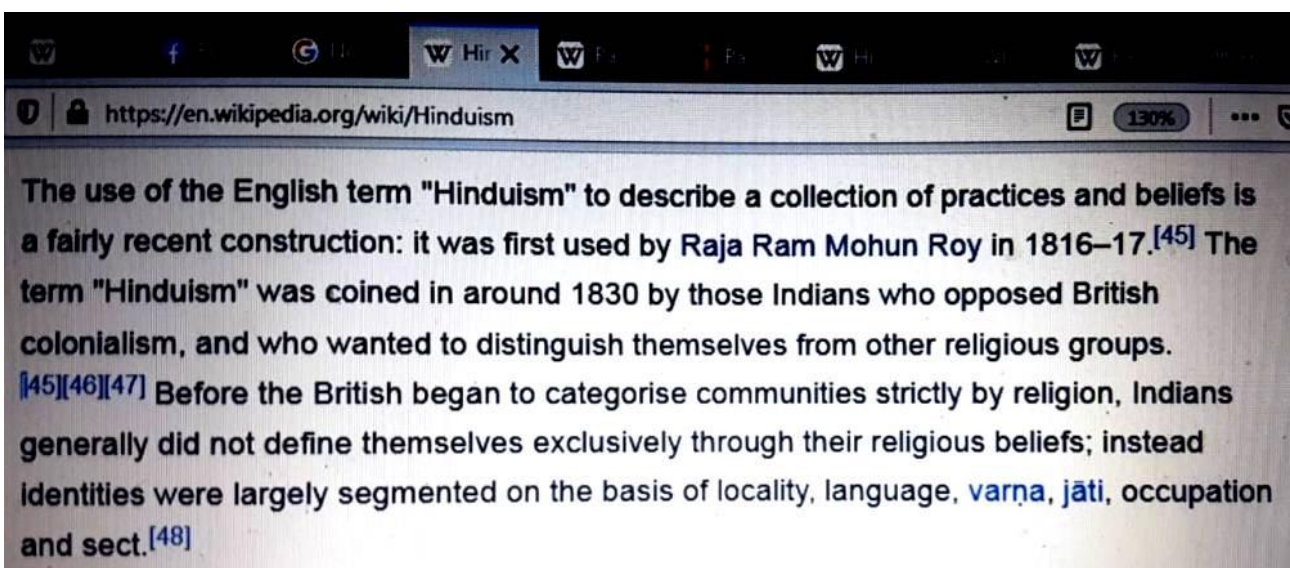 Hir
https://en.wikipedia.org/wiki/Hinduism
130%
The use of the English term "Hinduism" to describe a collection of practices and beliefs is
a fairly recent construction: it was first used by Raja Ram Mohun Roy in 1816–17.[45] The
term "Hinduism" was coined in around 1830 by those Indians who opposed British
colonialism, and who wanted to distinguish themselves from other religious groups.
[45][46][47] Before the British began to categorise communities strictly by religion, Indians
generally did not define themselves exclusively through their religious beliefs; instead
identities were largely segmented on the basis of locality, language, varṇa, jāti, occupation
and sect.[48]